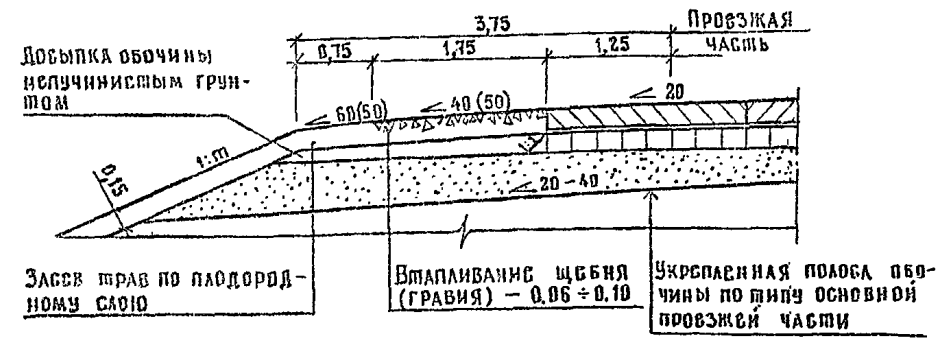 3,75
Проезжая
часть
0,75
1,75
1,25
Досыпка обочины
непучинистым грун-
том
60(50)
40(50)
20
1:m
0,15
20-40
Засев трав по плодород-
ному слою
Втапливание щебня
(гравия) - 0.06 ÷ 0.10
Укрепленная полоса обо-
чины по типу основной
проезжей части